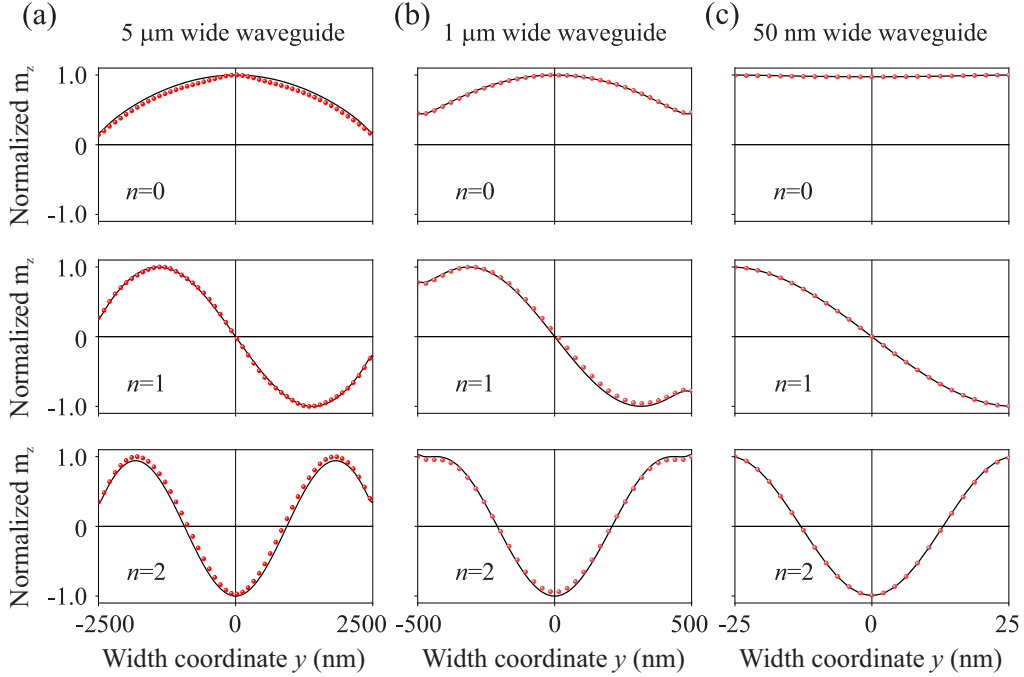 (a)
5 μm wide waveguide
(b)
1 μm wide waveguide
(c)
50 nm wide waveguide
Normalized m_z
1.0
0
-1.0
n=0
n=0
n=0
Normalized m_z
1.0
0
-1.0
n=1
n=1
n=1
Normalized m_z
1.0
0
-1.0
n=2
n=2
n=2
-2500 0 2500
-500 0 500
-25 0 25
Width coordinate y (nm)
Width coordinate y (nm)
Width coordinate y (nm)